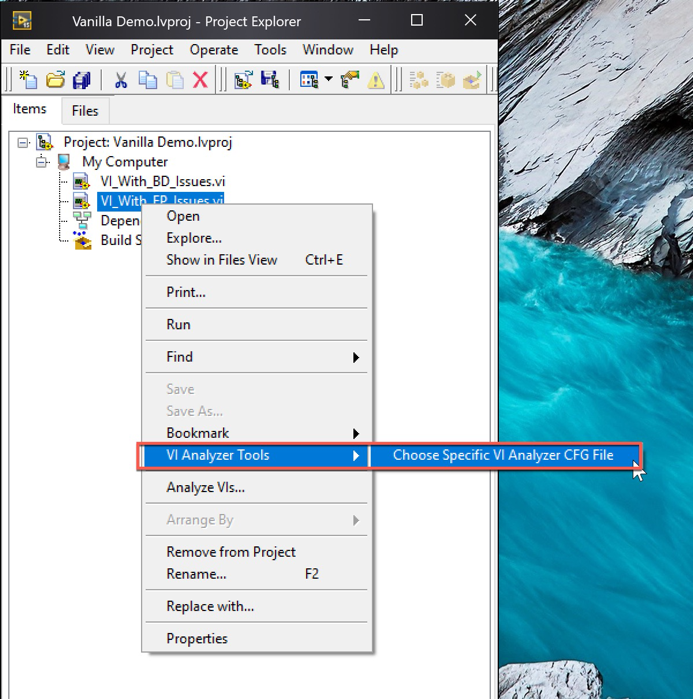 Vanilla Demo.lvproj - Project Explorer
File Edit View Project Operate Tools Window Help
Items Files
Project: Vanilla Demo.lvproj
My Computer
VI_With_BD_Issues.vi
VI_With_FP_Issues.vi
Depen
Build S
Open
Explore...
Show in Files View Ctrl+E
Print...
Run
Find
Save
Save As...
Bookmark
VI Analyzer Tools Choose Specific VI Analyzer CFG File
Analyze VIs...
Arrange By
Remove from Project
Rename... F2
Replace with...
Properties